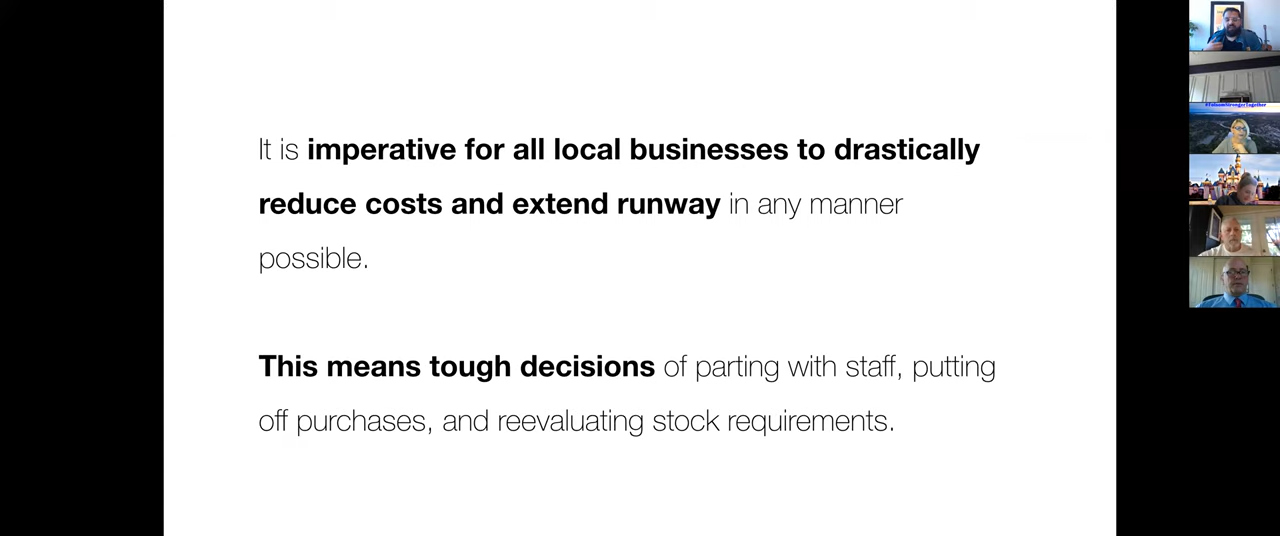 It is imperative for all local businesses to drastically
reduce costs and extend runway in any manner
possible.
This means tough decisions of parting with staff, putting
off purchases, and reevaluating stock requirements.
#FolsomStrongerTogether